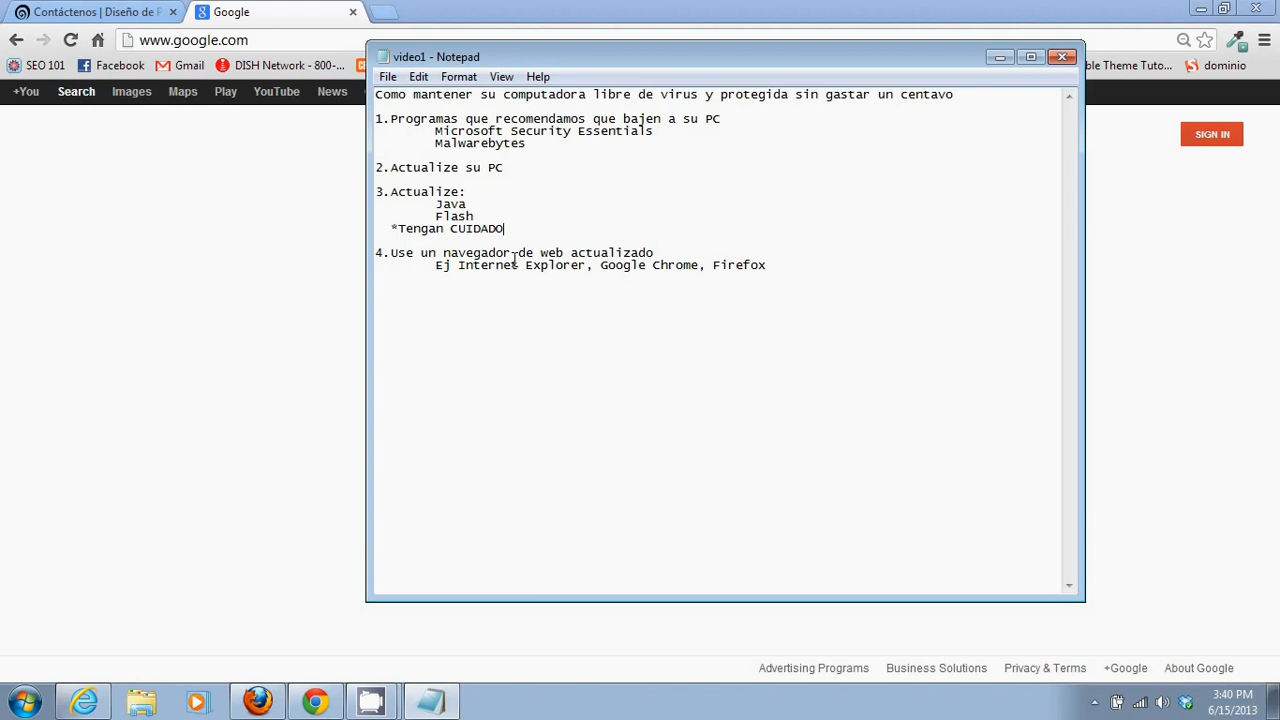 Contáctenos | Diseño de P
Google
www.google.com
SEO 101
Facebook
Gmail
DISH Network - 800-...
ble Theme Tuto...
dominio
+You
Search
Images
Maps
Play
YouTube
News
SIGN IN
video1 - Notepad
File Edit Format View Help
Como mantener su computadora libre de virus y protegida sin gastar un centavo
1.Programas que recomendamos que bajen a su PC
Microsoft Security Essentials
Malwarebytes
2.Actualize su PC
3.Actualize:
Java
Flash
*Tengan CUIDADO
4.Use un navegador de web actualizado
Ej Internet Explorer, Google Chrome, Firefox
Advertising Programs
Business Solutions
Privacy & Terms
+Google
About Google
3:40 PM
6/15/2013